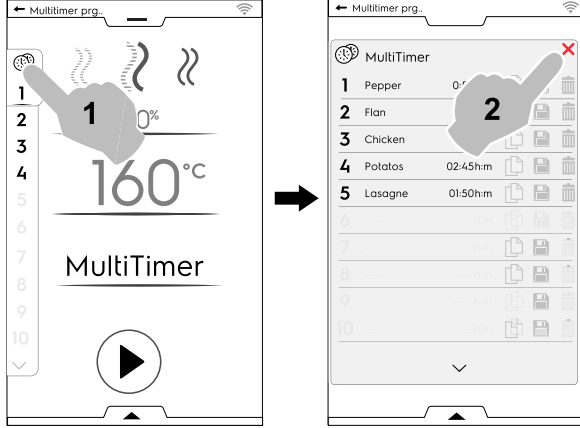 Multitimer prg..
1
2
3
4
5
6
7
8
9
10
1
%
160°C
MultiTimer
Multitimer prg..
MultiTimer
1 Pepper
2 Flan
3 Chicken
4 Potatos 02:45h:m
5 Lasagne 01:50h:m
6
7
8
9
10
2